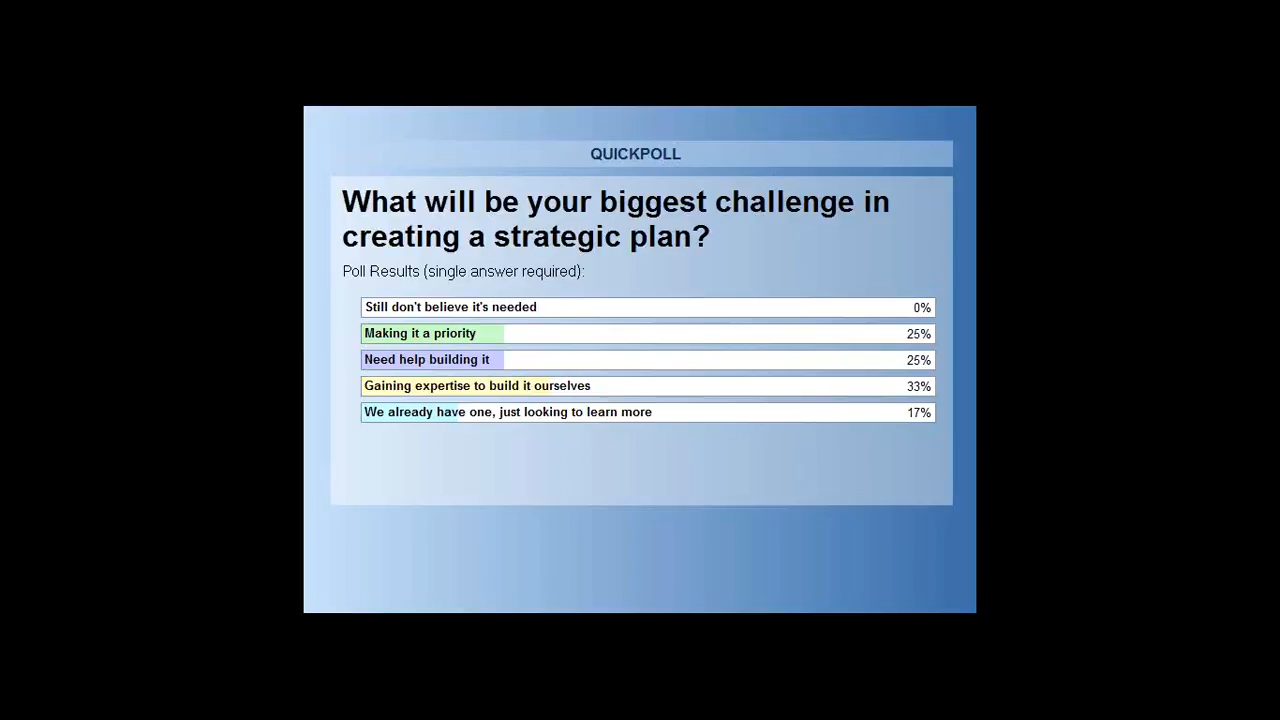 QUICKPOLL
What will be your biggest challenge in
creating a strategic plan?
Poll Results (single answer required):
Still don't believe it's needed 0%
Making it a priority 25%
Need help building it 25%
Gaining expertise to build it ourselves 33%
We already have one, just looking to learn more 17%